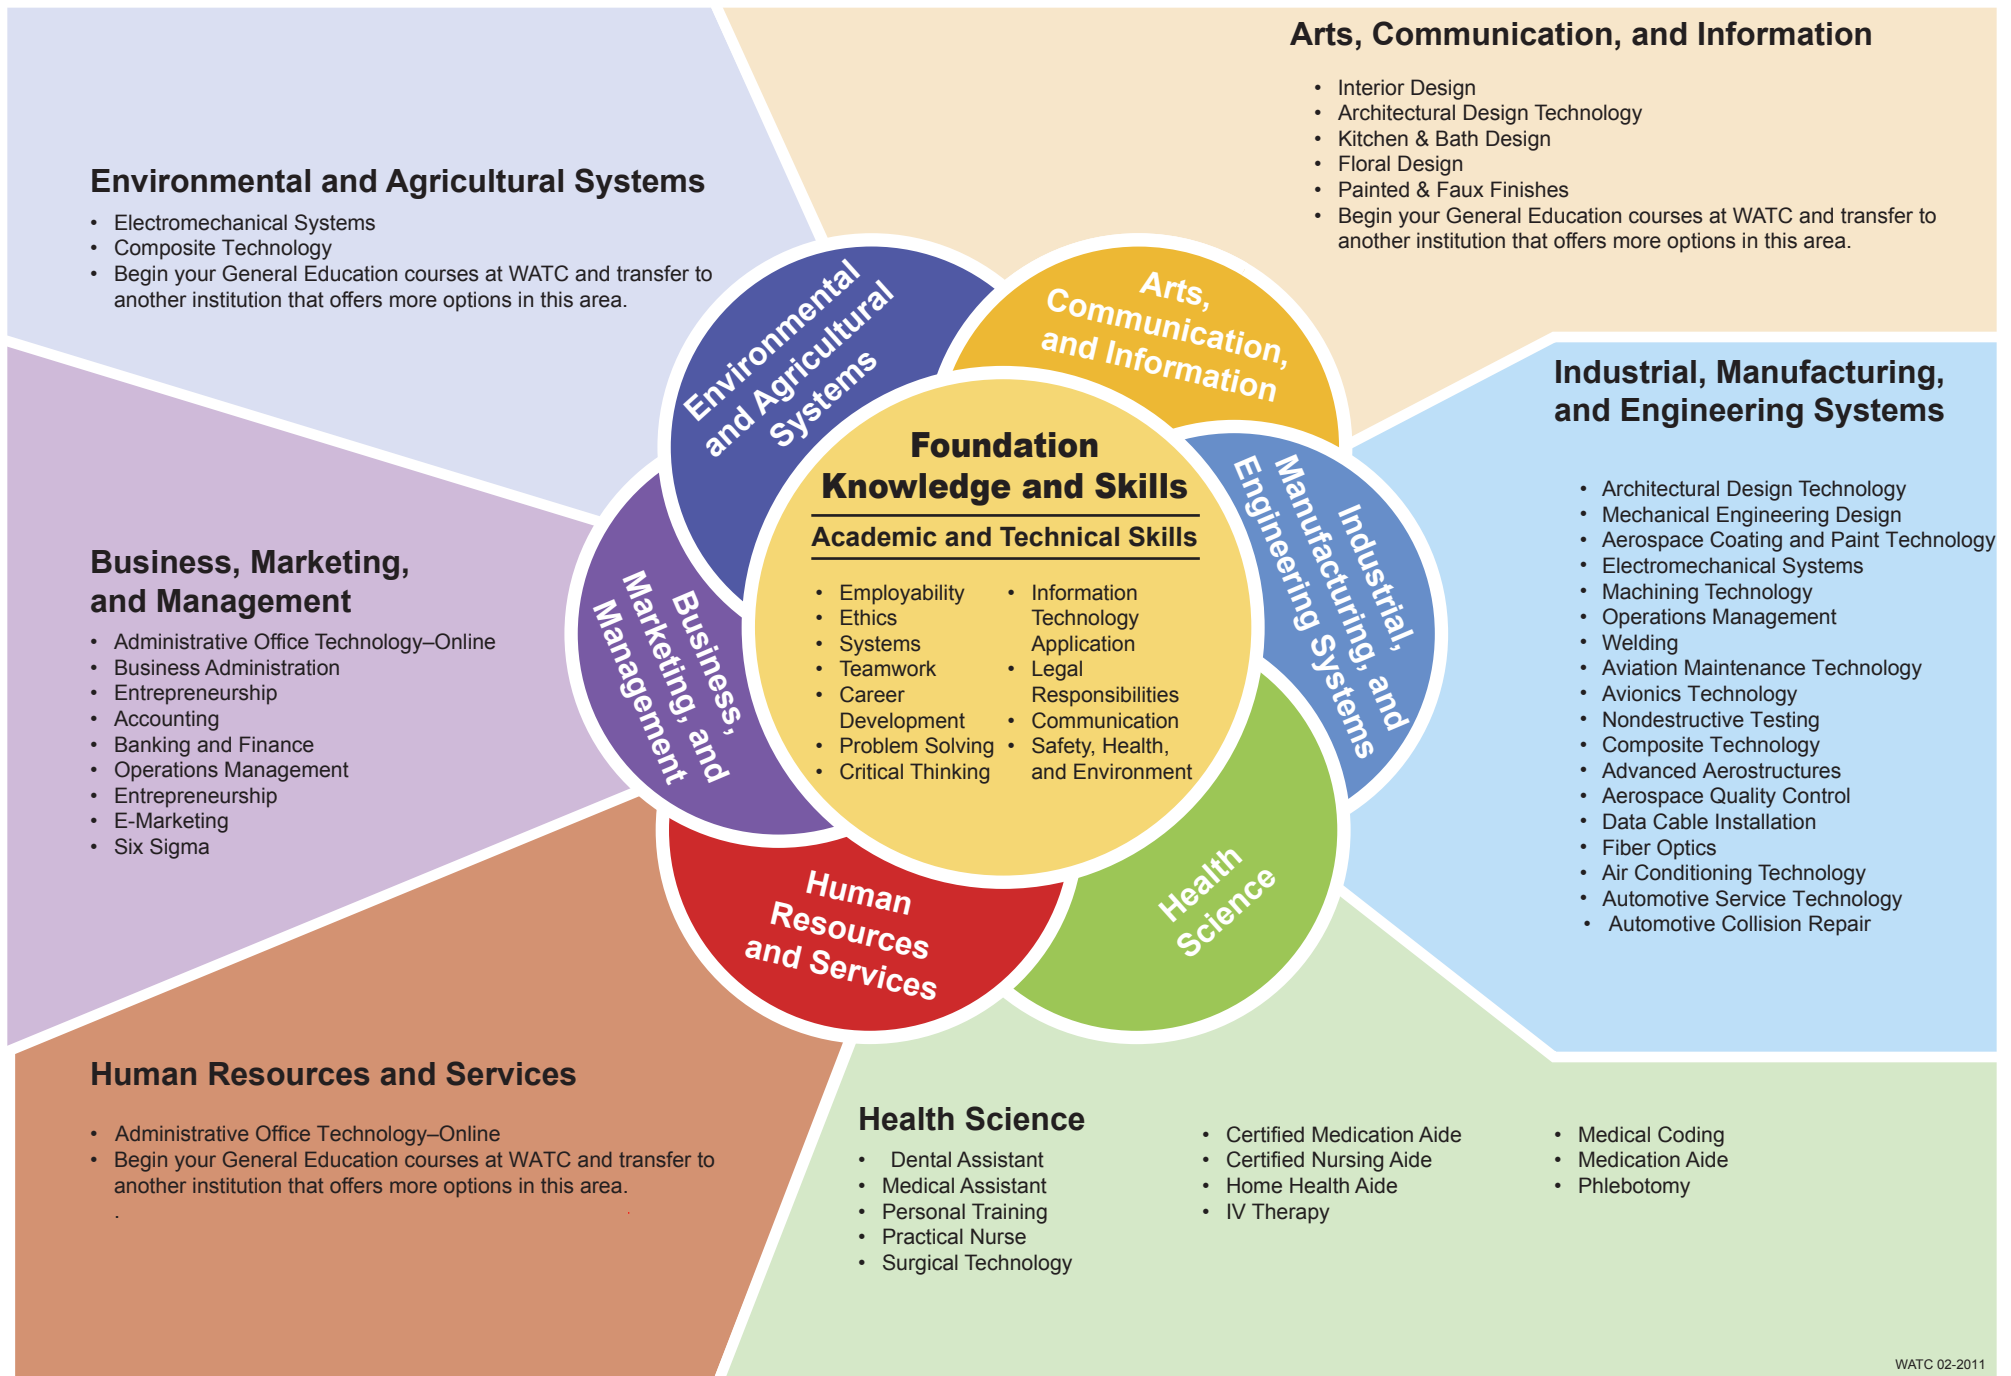 Arts, Communication, and Information
• Interior Design
• Architectural Design Technology
• Kitchen & Bath Design
• Floral Design
• Painted & Faux Finishes
• Begin your General Education courses at WATC and transfer to
another institution that offers more options in this area.
Environmental and Agricultural Systems
• Electromechanical Systems
• Composite Technology
• Begin your General Education courses at WATC and transfer to
another institution that offers more options in this area.
Environmental
and Agricultural
Systems
Arts,
Communication,
and Information
Industrial, Manufacturing,
and Engineering Systems
• Architectural Design Technology
• Mechanical Engineering Design
• Aerospace Coating and Paint Technology
• Electromechanical Systems
• Machining Technology
• Operations Management
• Welding
• Aviation Maintenance Technology
• Avionics Technology
• Nondestructive Testing
• Composite Technology
• Advanced Aerostructures
• Aerospace Quality Control
• Data Cable Installation
• Fiber Optics
• Air Conditioning Technology
• Automotive Service Technology
• Automotive Collision Repair
Industrial,
Manufacturing, and
Engineering Systems
Foundation
Knowledge and Skills
Academic and Technical Skills
• Employability
• Ethics
• Systems
• Teamwork
• Career
Development
• Problem Solving
• Critical Thinking
• Information
Technology
Application
• Legal
Responsibilities
• Communication
• Safety, Health,
and Environment
Business, Marketing,
and Management
• Administrative Office Technology–Online
• Business Administration
• Entrepreneurship
• Accounting
• Banking and Finance
• Operations Management
• Entrepreneurship
• E-Marketing
• Six Sigma
Business,
Marketing, and
Management
Human
Resources
and Services
Health
Science
Human Resources and Services
• Administrative Office Technology–Online
• Begin your General Education courses at WATC and transfer to
another institution that offers more options in this area.
.
Health Science
• Dental Assistant
• Medical Assistant
• Personal Training
• Practical Nurse
• Surgical Technology
• Certified Medication Aide
• Certified Nursing Aide
• Home Health Aide
• IV Therapy
• Medical Coding
• Medication Aide
• Phlebotomy
WATC 02-2011